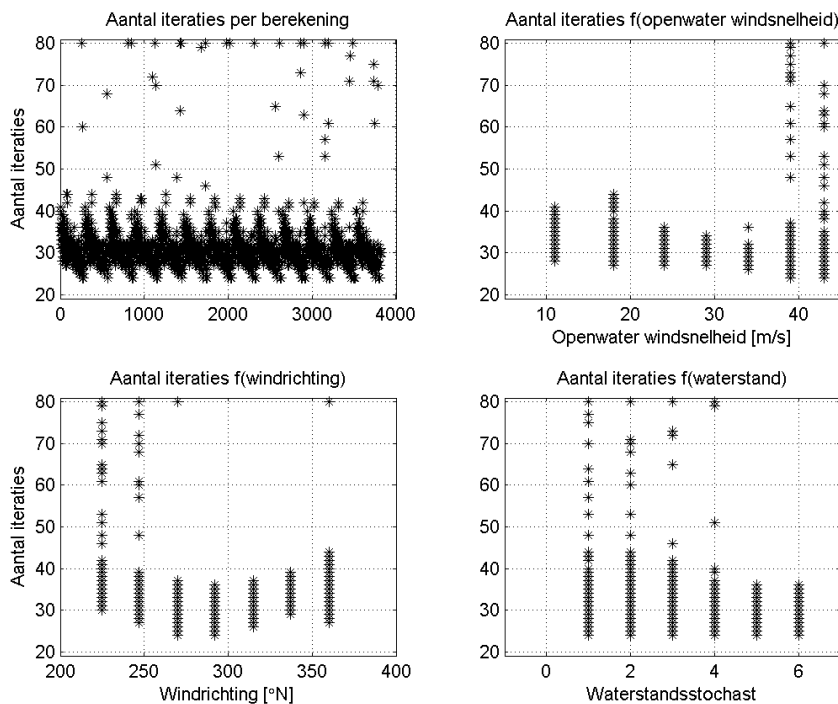 Aantal iteraties per berekening
Aantal iteraties
80
70
60
50
40
30
20
0 1000 2000 3000 4000
Aantal iteraties f(openwater windsnelheid)
80
70
60
50
40
30
20
10 20 30 40
Openwater windsnelheid [m/s]
Aantal iteraties f(windrichting)
Aantal iteraties
80
70
60
50
40
30
20
200 250 300 350 400
Windrichting [°N]
Aantal iteraties f(waterstand)
80
70
60
50
40
30
20
0 2 4 6
Waterstandsstochast